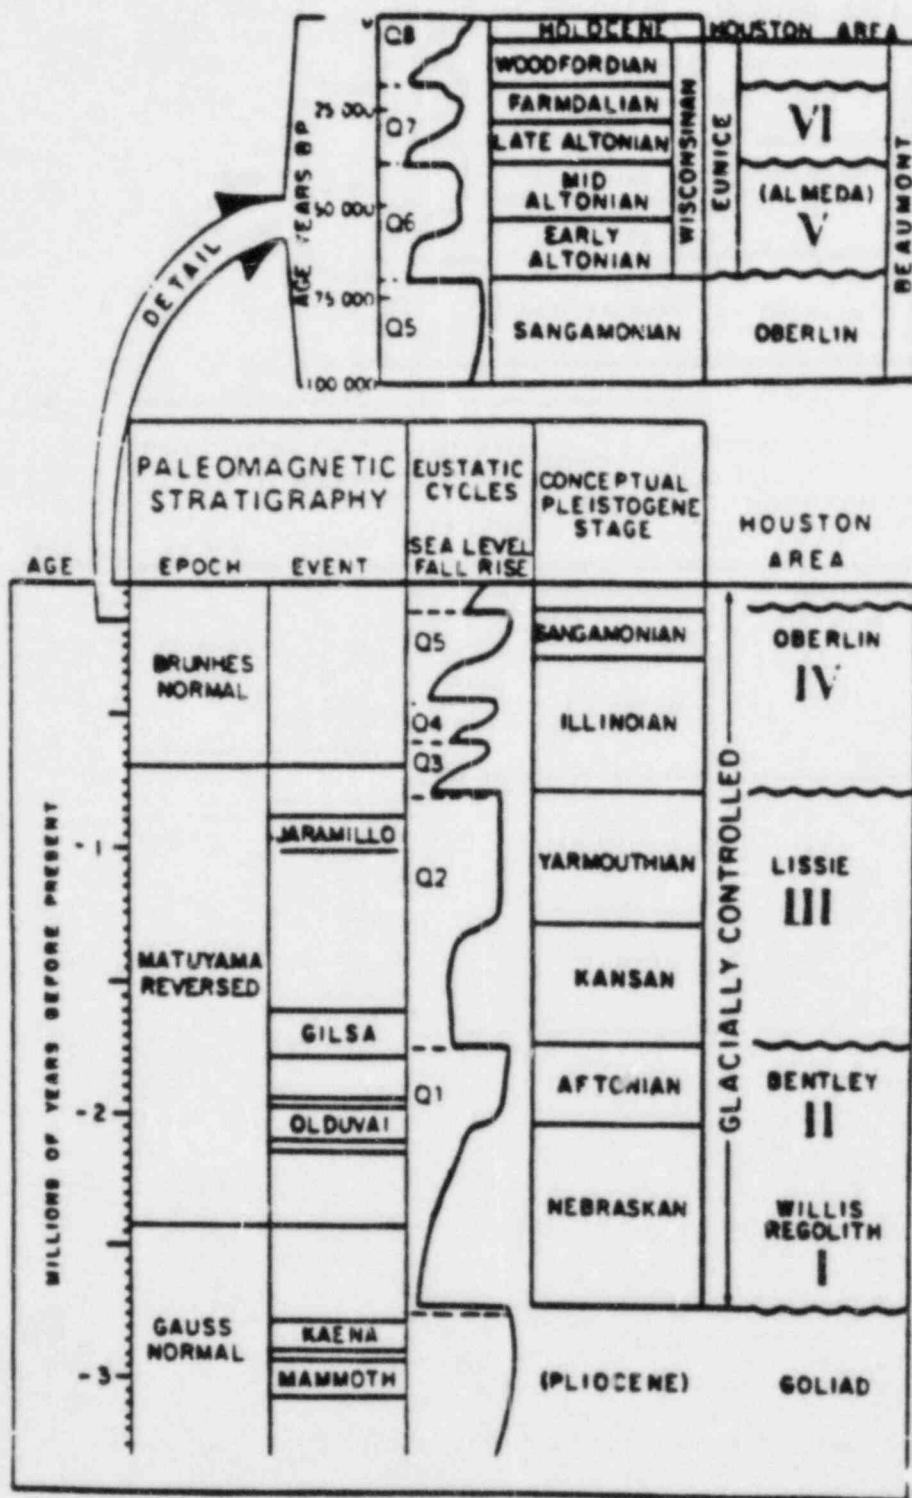 HOLOCENE
HOUSTON AREA
Q8
WOODFORDIAN
25 000
FARMDALIAN
VI
Q7
LATE ALTONIAN
WISCONSINAN
EUNICE
BEAUMONT
AGE YEARS BP
MID
ALTONIAN
(ALMEDA)
50 000
V
Q6
EARLY
ALTONIAN
DETAIL
75 000
Q5
SANGAMONIAN
OBERLIN
100 000
PALEOMAGNETIC
STRATIGRAPHY
EUSTATIC
CYCLES
CONCEPTUAL
PLEISTOGENE
STAGE
HOUSTON
AREA
SEA LEVEL
FALL RISE
AGE
EPOCH
EVENT
Q5
SANGAMONIAN
OBERLIN
BRUNHES
NORMAL
IV
Q4
ILLINOIAN
Q3
JARAMILLO
-1
Q2
YARMOUTHIAN
LISSIE
III
GLACIALLY CONTROLLED
MILLIONS OF YEARS BEFORE PRESENT
MATUYAMA
REVERSED
KANSAN
GILSA
Q1
AFTONIAN
BENTLEY
II
-2
OLDUVAI
NEBRASKAN
WILLIS
REGOLITH
I
GAUSS
NORMAL
KAENA
-3
MAMMOTH
(PLIOCENE)
GOLIAD